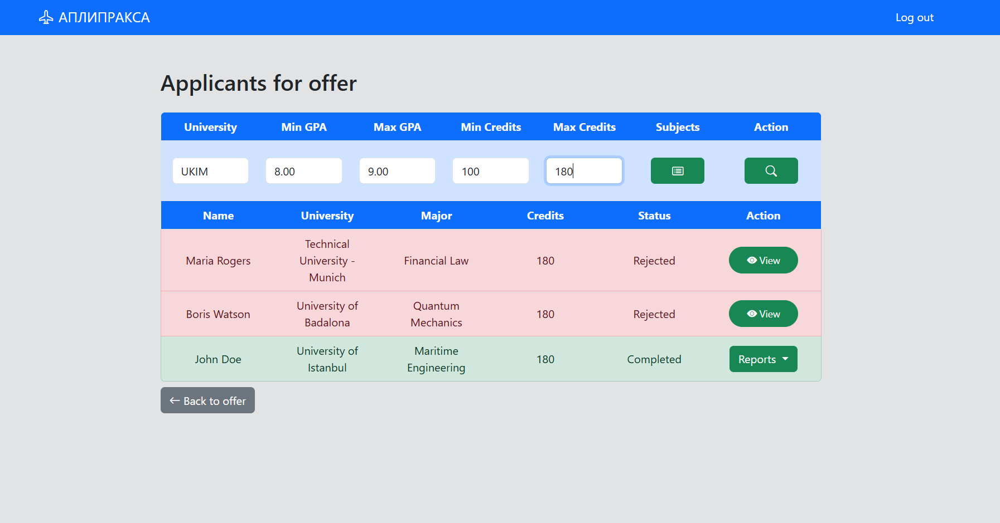 АПЛИПРАКСА
Log out
Applicants for offer
University Min GPA Max GPA Min Credits Max Credits Subjects Action
UKIM 8.00 9.00 100 180
Name University Major Credits Status Action
Maria Rogers Technical University - Munich Financial Law 180 Rejected View
Boris Watson University of Badalona Quantum Mechanics 180 Rejected View
John Doe University of Istanbul Maritime Engineering 180 Completed Reports
← Back to offer